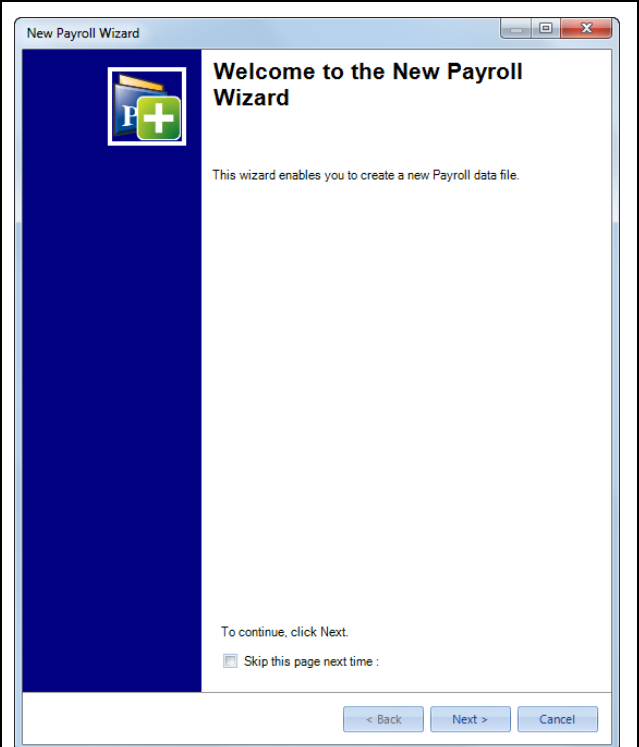 New Payroll Wizard
Welcome to the New Payroll
Wizard
P
This wizard enables you to create a new Payroll data file.
To continue, click Next.
Skip this page next time :
< Back
Next >
Cancel